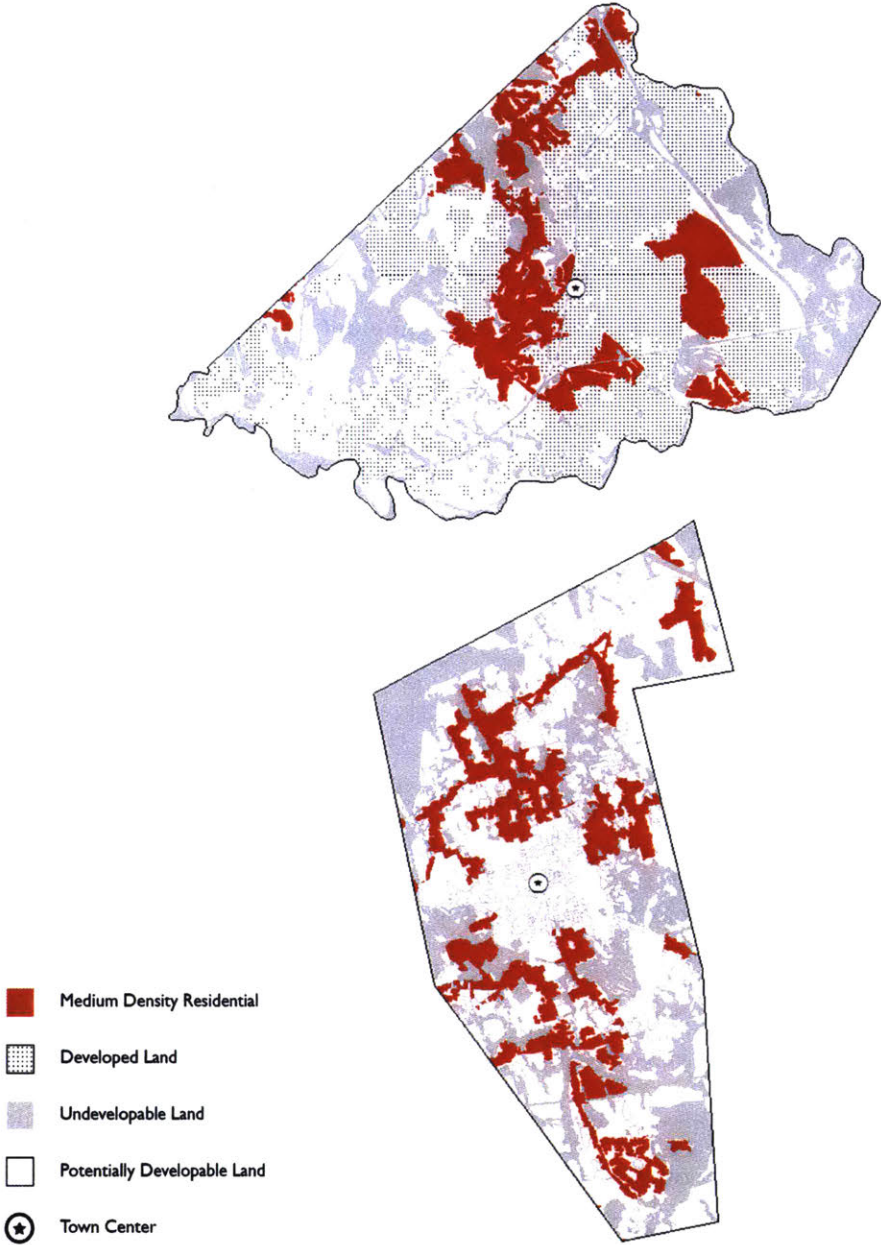 Medium Density Residential
Developed Land
Undevelopable Land
Potentially Developable Land
Town Center